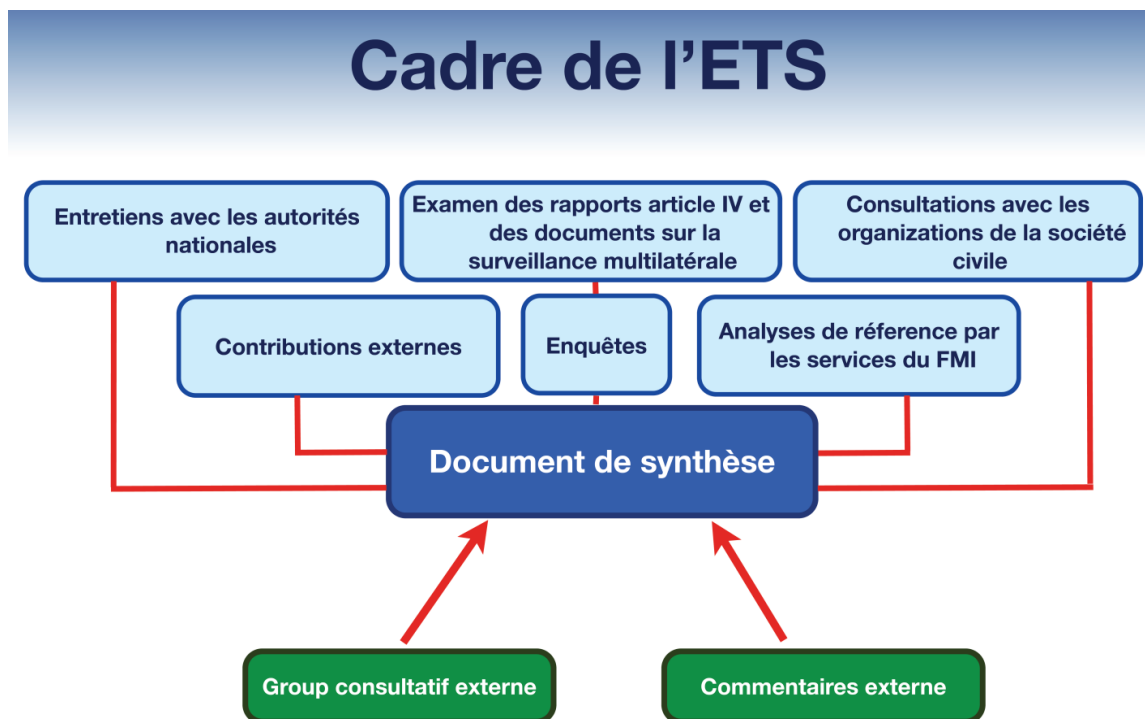 Cadre de l’ETS
Entretiens avec les autorités
nationales
Examen des rapports article IV et
des documents sur la
surveillance multilatérale
Consultations avec les
organizations de la société
civile
Contributions externes
Enquêtes
Analyses de réference par
les services du FMI
Document de synthèse
Group consultatif externe
Commentaires externe